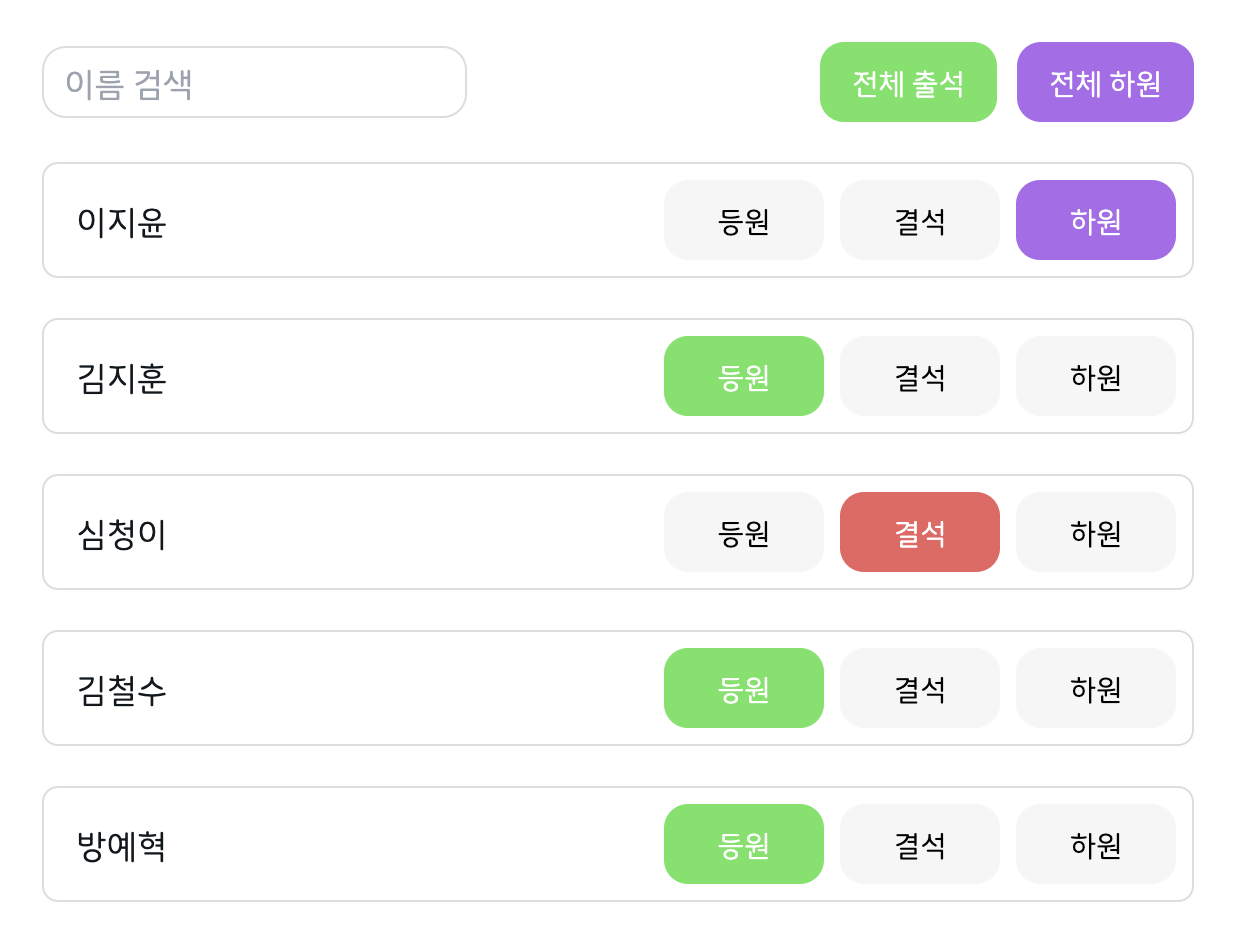 이름 검색 전체 출석 전체 하원
이지윤 등원 결석 하원
김지훈 등원 결석 하원
심청이 등원 결석 하원
김철수 등원 결석 하원
방예혁 등원 결석 하원